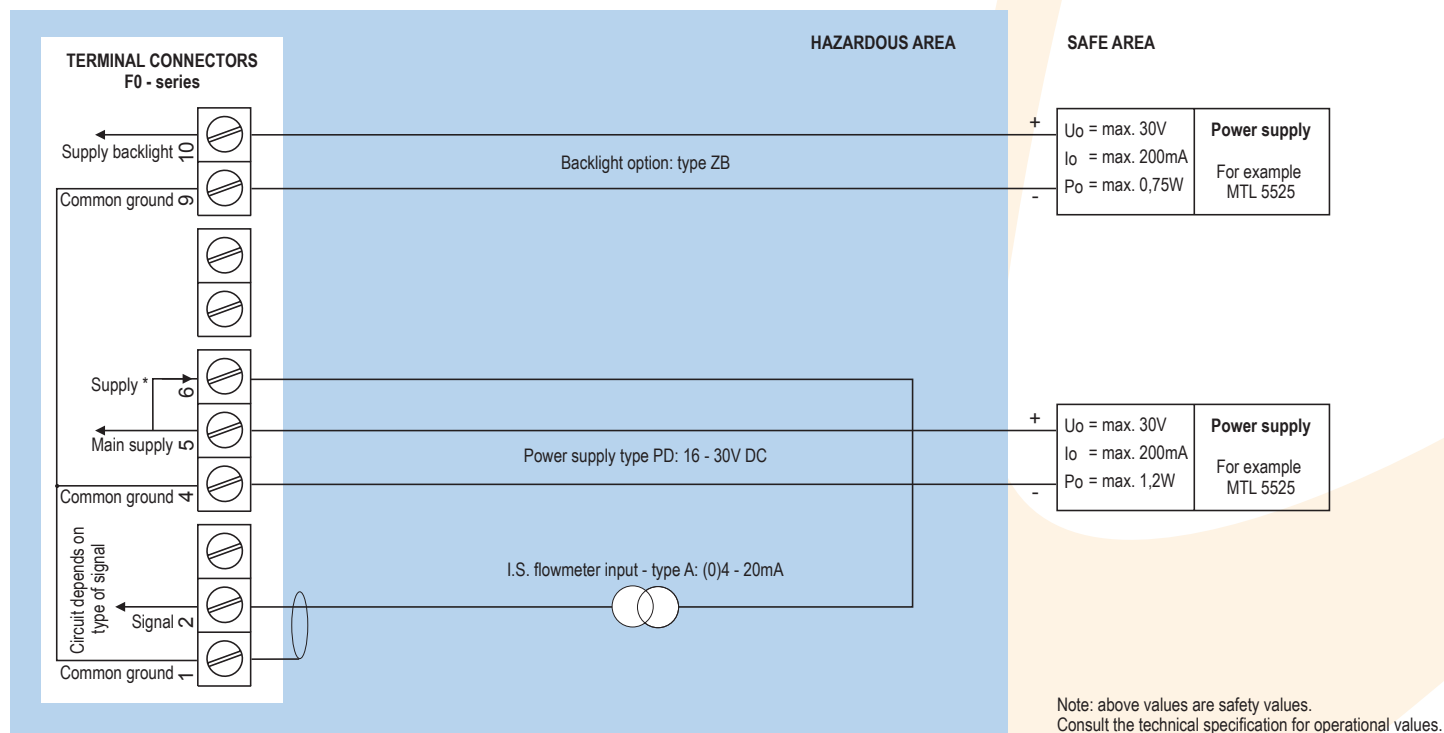 HAZARDOUS AREA
SAFE AREA
TERMINAL CONNECTORS
F0 - series
Supply backlight 10
Common ground 9
Backlight option: type ZB
+
-
Uo = max. 30V
Io = max. 200mA
Po = max. 0,75W
Power supply
For example
MTL 5525
Supply * 6
Main supply 5
Common ground 4
Power supply type PD: 16 - 30V DC
+
-
Uo = max. 30V
Io = max. 200mA
Po = max. 1,2W
Power supply
For example
MTL 5525
Circuit depends on
type of signal
Signal 2
Common ground 1
I.S. flowmeter input - type A: (0)4 - 20mA
Note: above values are safety values.
Consult the technical specification for operational values.